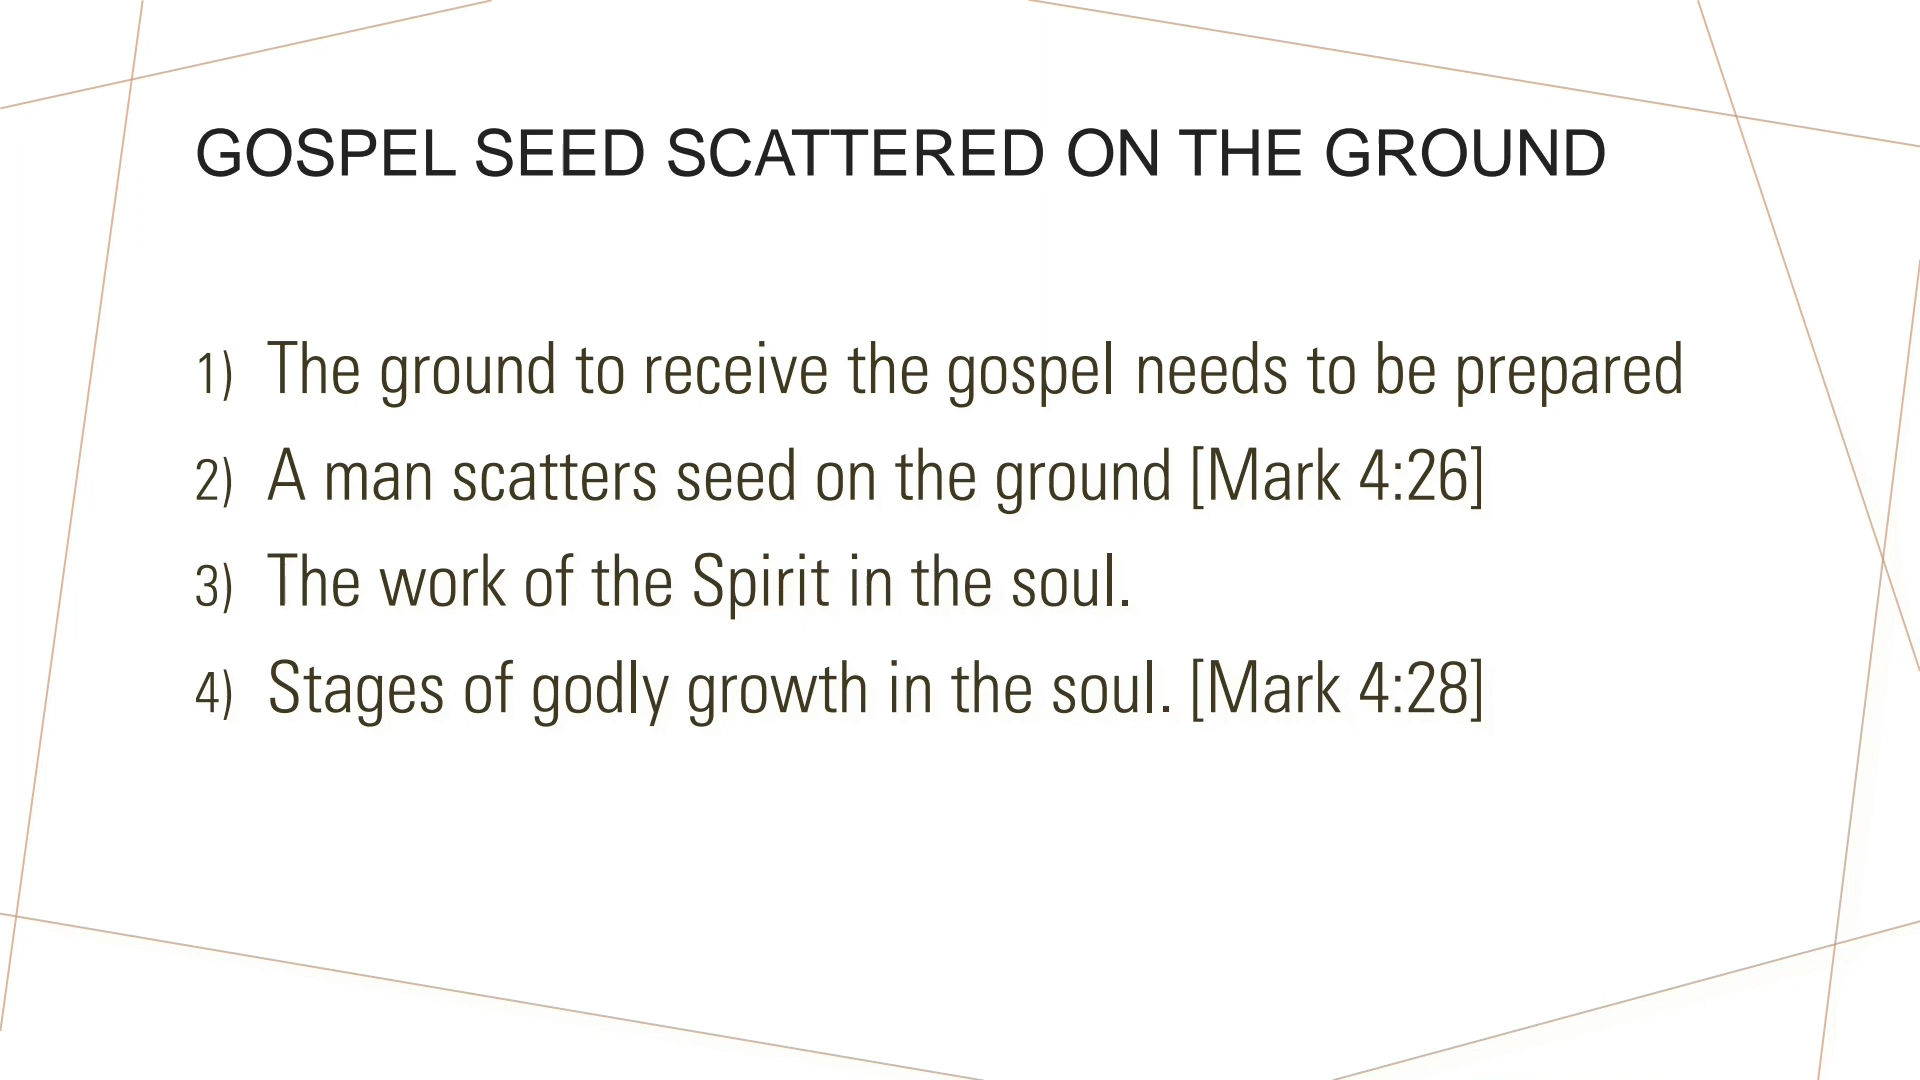 GOSPEL SEED SCATTERED ON THE GROUND
1) The ground to receive the gospel needs to be prepared
2) A man scatters seed on the ground [Mark 4:26]
3) The work of the Spirit in the soul.
4) Stages of godly growth in the soul. [Mark 4:28]